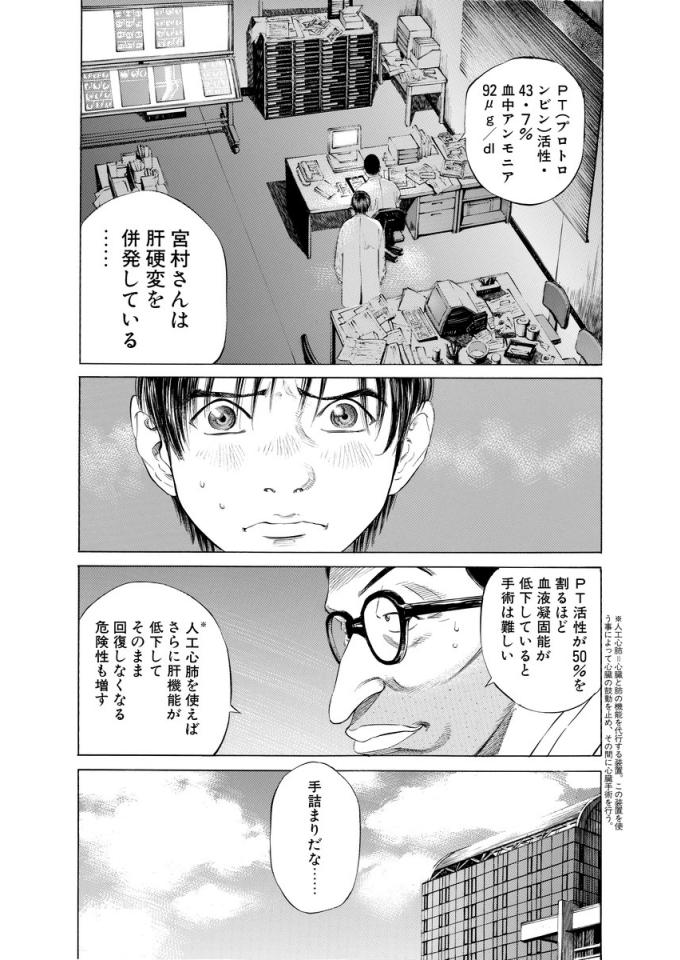 PT(プロトロ
ンビン)活性・
43・7%
血中アンモニア
92μg/dl
宮村さんは
肝硬変を
併発している
……
PT活性が50%を
割るほど
血液凝固能が
低下していると
手術は難しい
※人工心肺を使えば
さらに肝機能が
低下して
そのまま
回復しなくなる
危険性も増す
※人工心肺=心臓と肺の機能を代行する装置。この装置を使
う事によって心臓の鼓動を止め、その間に心臓手術を行う。
手詰まりだな……